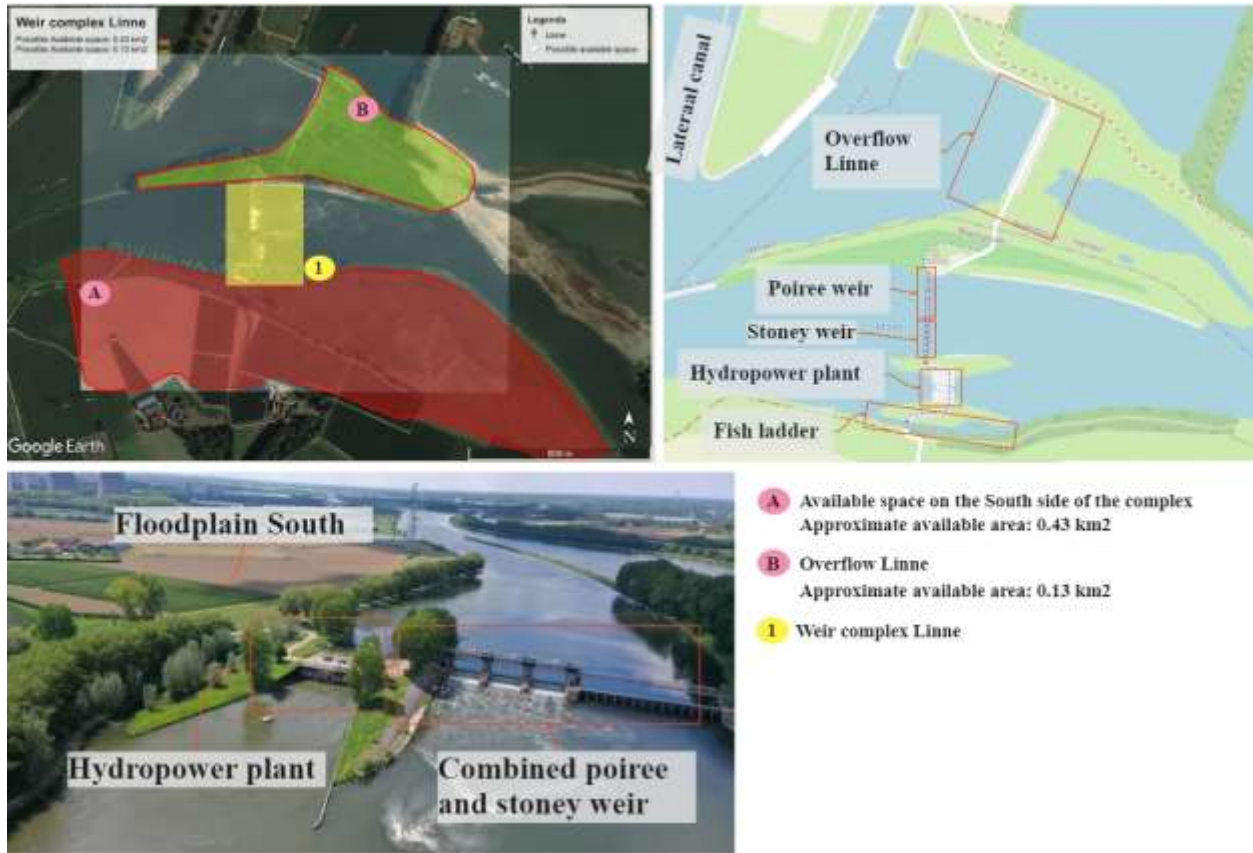 Weir complex Linne
Possible Available space: 0.43 km2
Possible Available space: 0.13 km2
Legenda
Linne
Possible available space
B
A
1
Google Earth
N
Lateraal canal
Overflow
Linne
Poiree weir
Stoney weir
Hydropower plant
Fish ladder
Floodplain South
Hydropower plant
Combined poiree
and stoney weir
A Available space on the South side of the complex
Approximate available area: 0.43 km2
B Overflow Linne
Approximate available area: 0.13 km2
1 Weir complex Linne